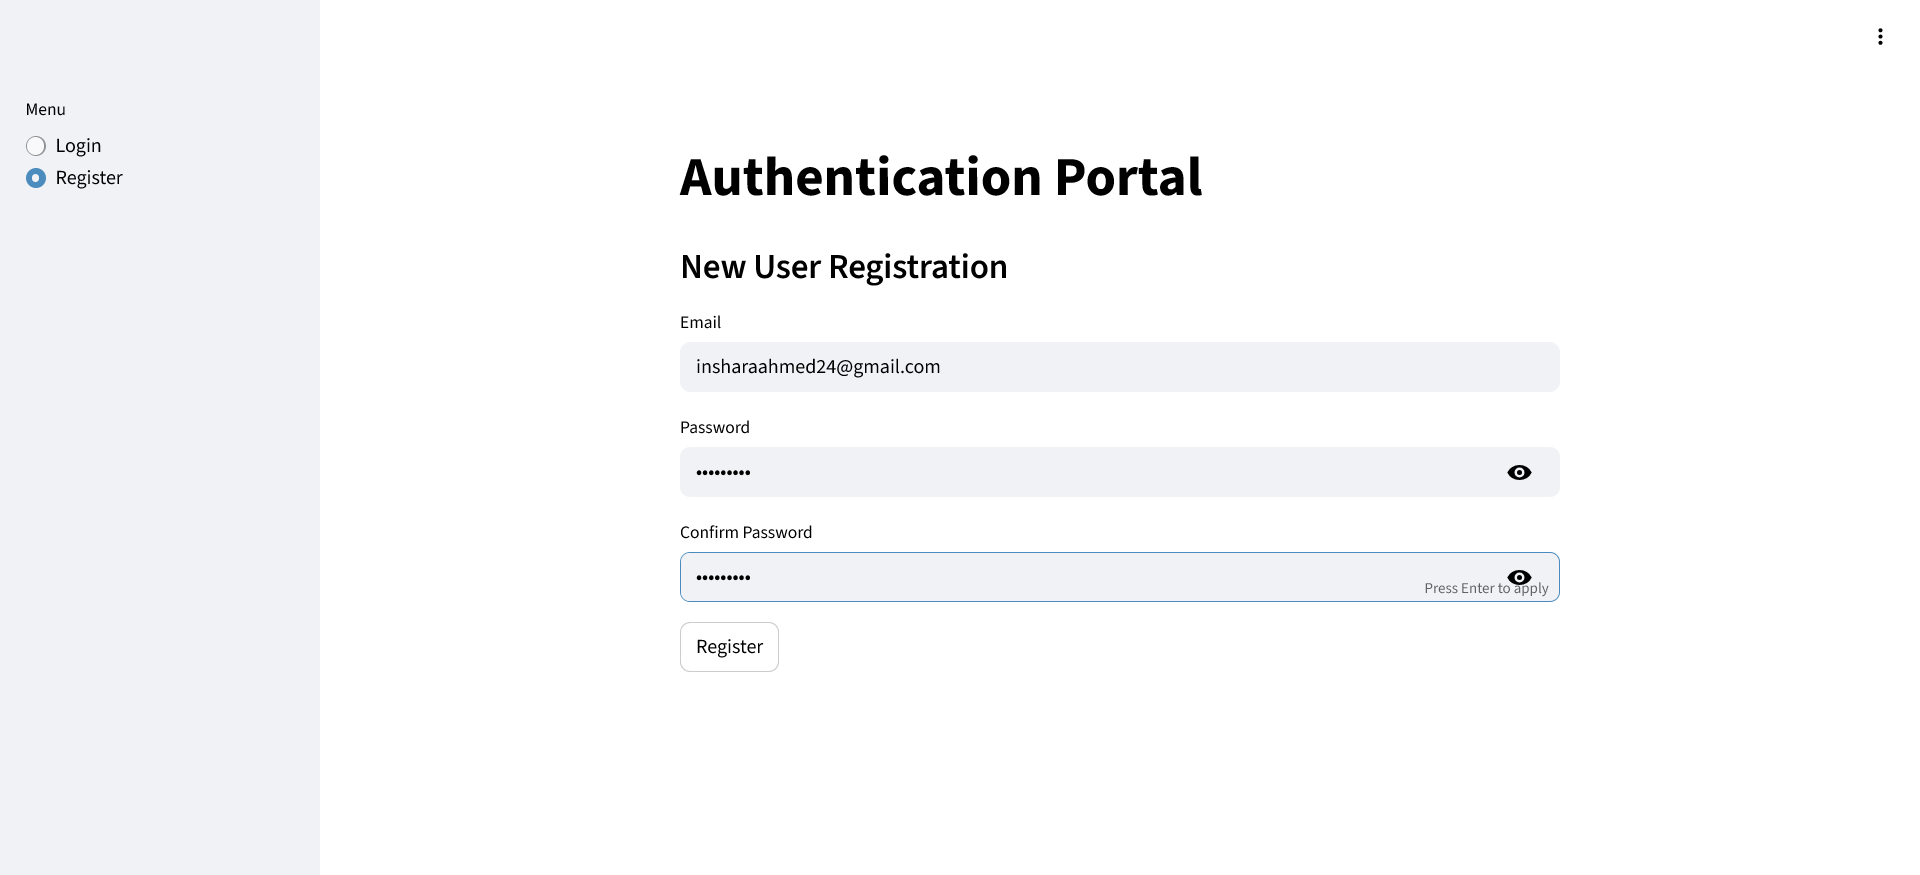 Menu
Login
Register
Authentication Portal
New User Registration
Email
insharaahmed24@gmail.com
Password
•••••••••
Confirm Password
•••••••••
Press Enter to apply
Register